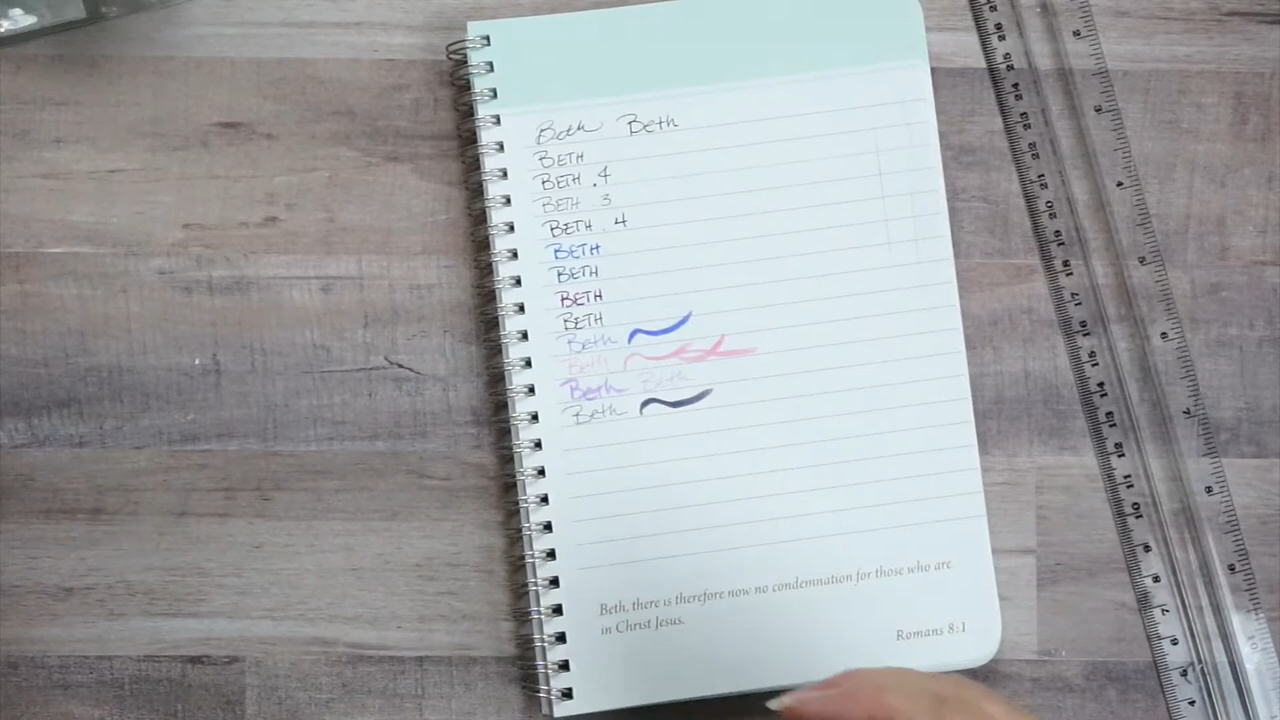 Beth Beth
BETH
BETH .4
BETH .3
BETH .4
BETH
BETH
BETH
BETH
Beth
Beth
Beth Beth
Beth
Beth, there is therefore now no condemnation for those who are
in Christ Jesus.
Romans 8:1